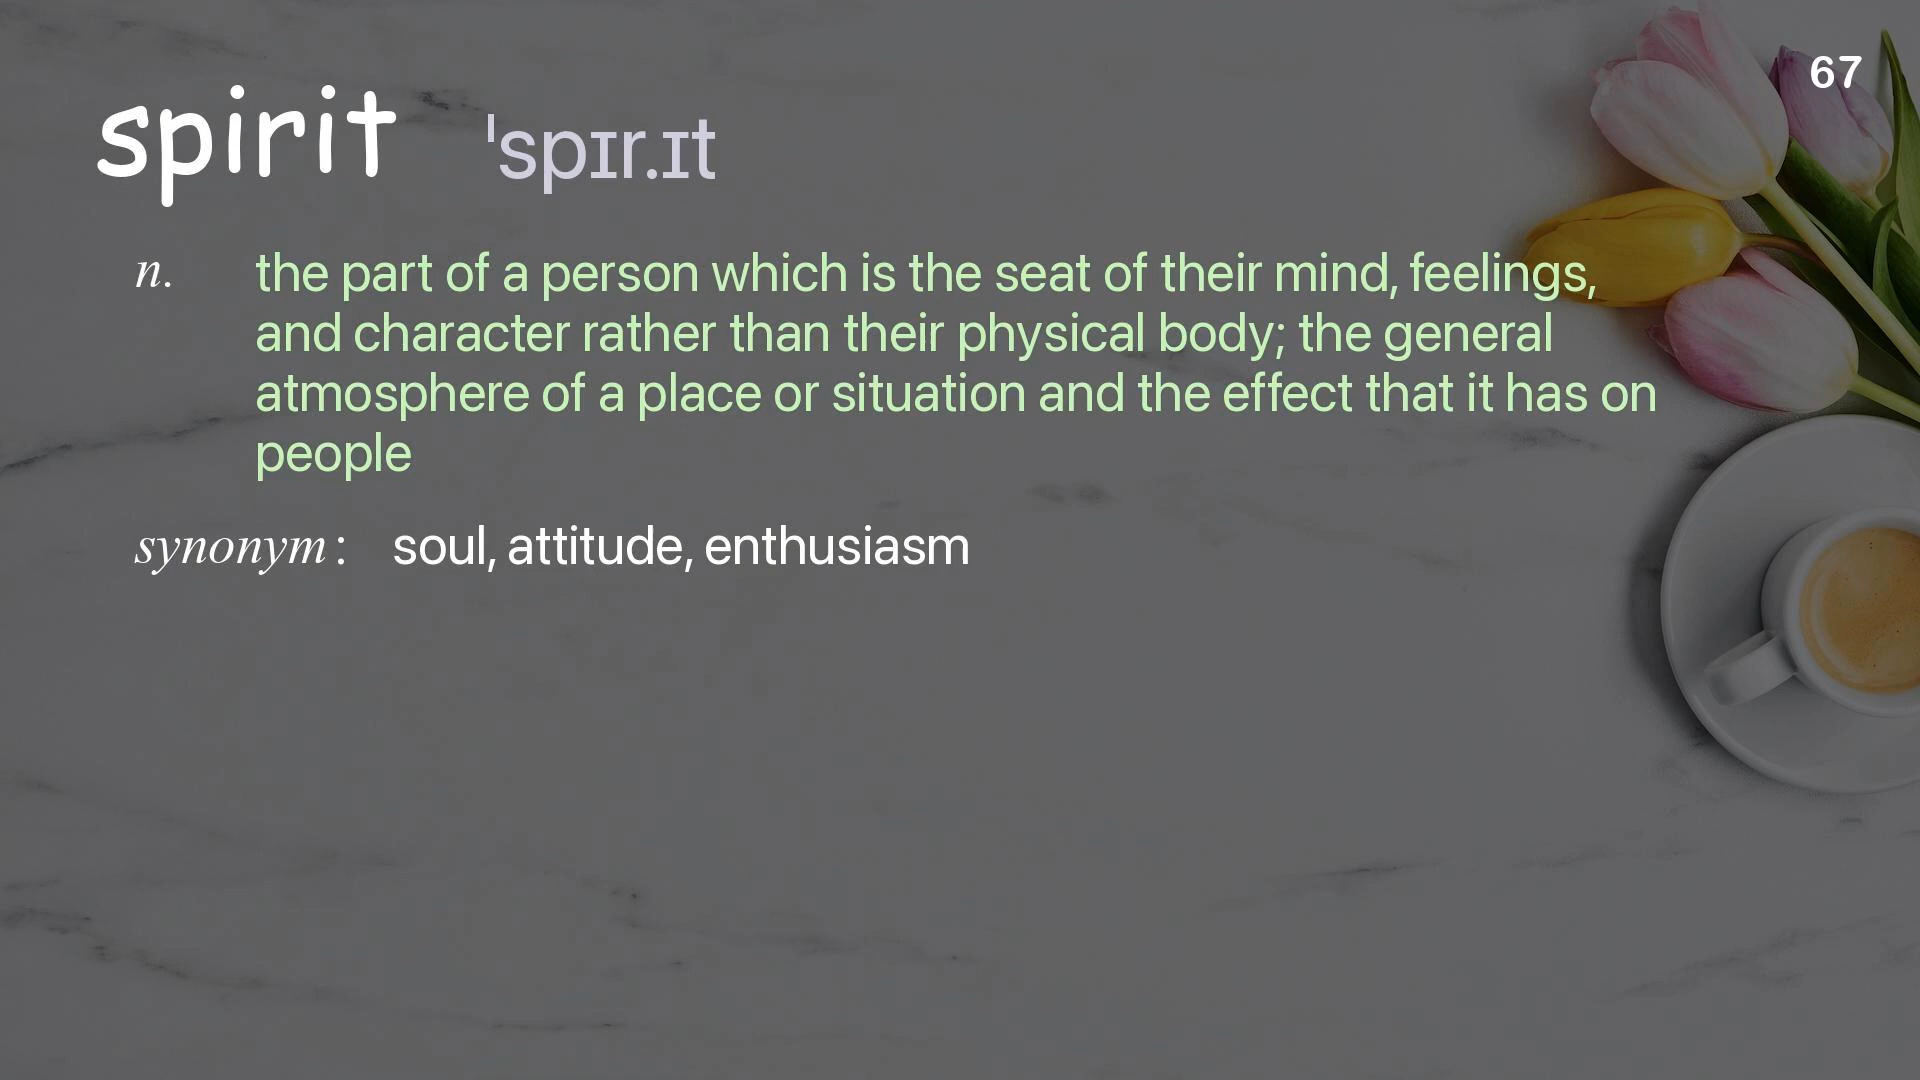 67
spirit ˈspɪr.ɪt
n. the part of a person which is the seat of their mind, feelings,
and character rather than their physical body; the general
atmosphere of a place or situation and the effect that it has on
people
synonym: soul, attitude, enthusiasm